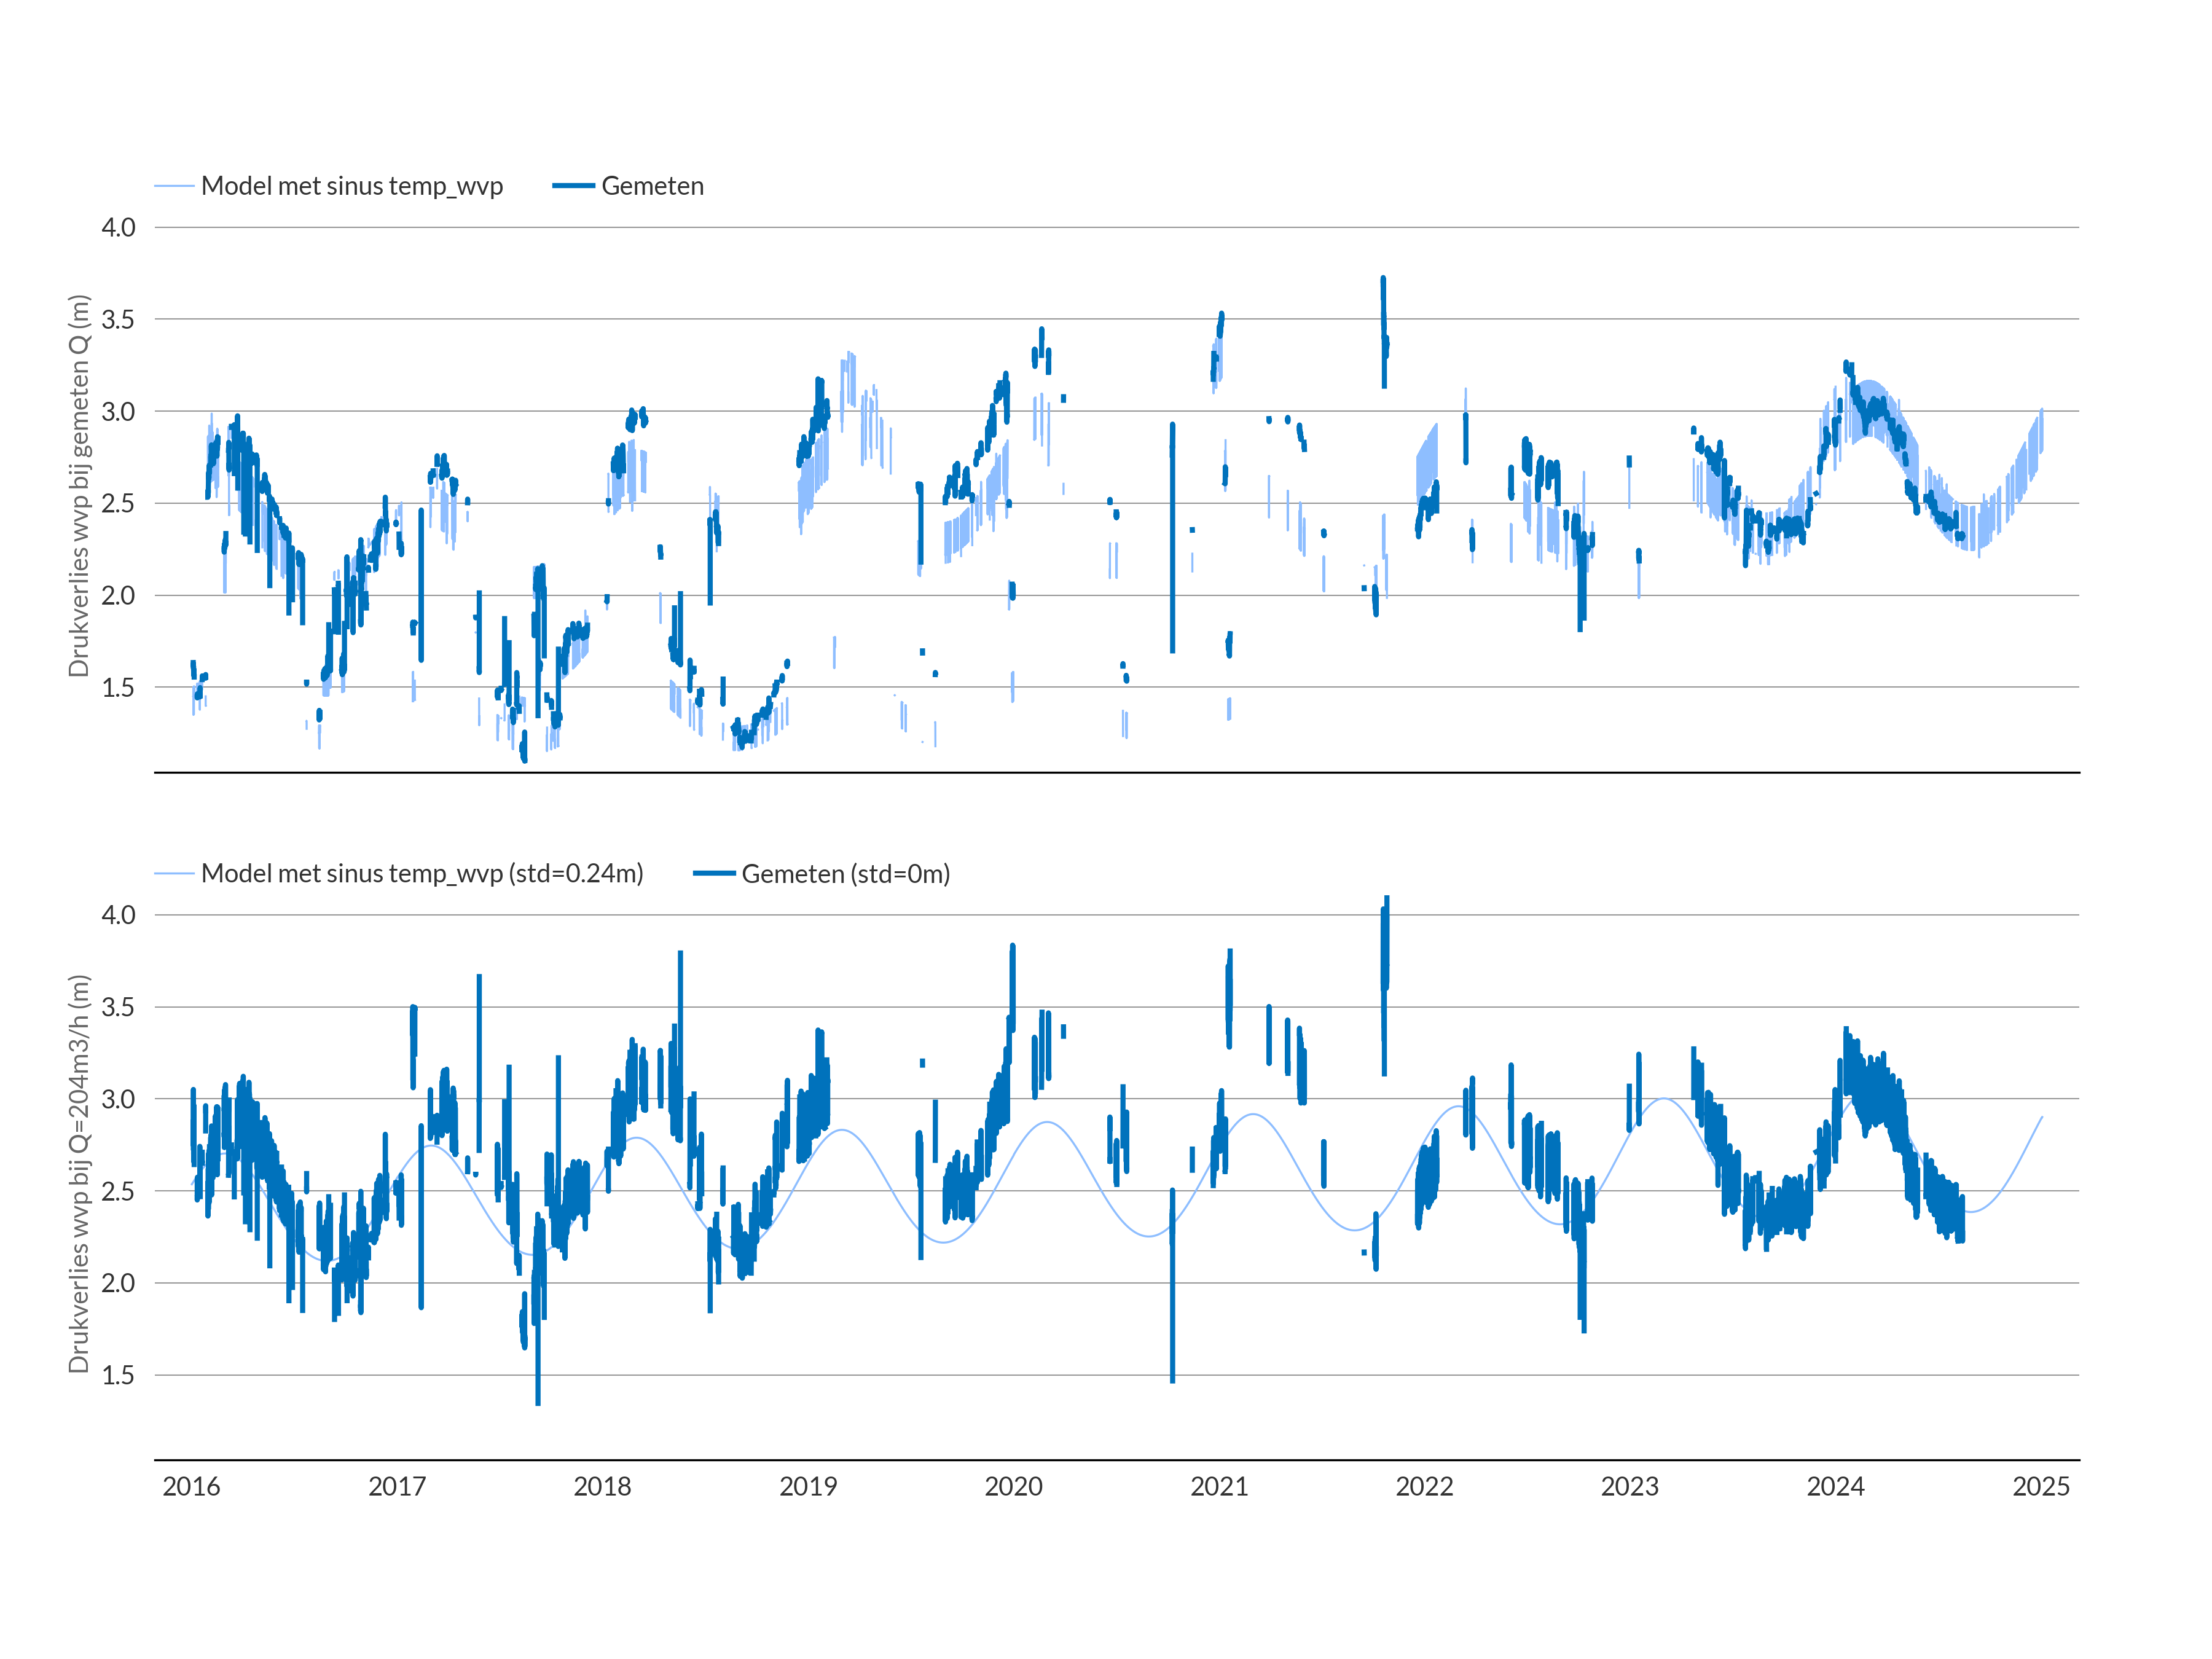 Model met sinus temp_wvp Gemeten
4.0
3.5
3.0
2.5
2.0
1.5
Drukverlies wvp bij gemeten Q (m)
Model met sinus temp_wvp (std=0.24m) Gemeten (std=0m)
4.0
3.5
3.0
2.5
2.0
1.5
Drukverlies wvp bij Q=204m3/h (m)
2016 2017 2018 2019 2020 2021 2022 2023 2024 2025